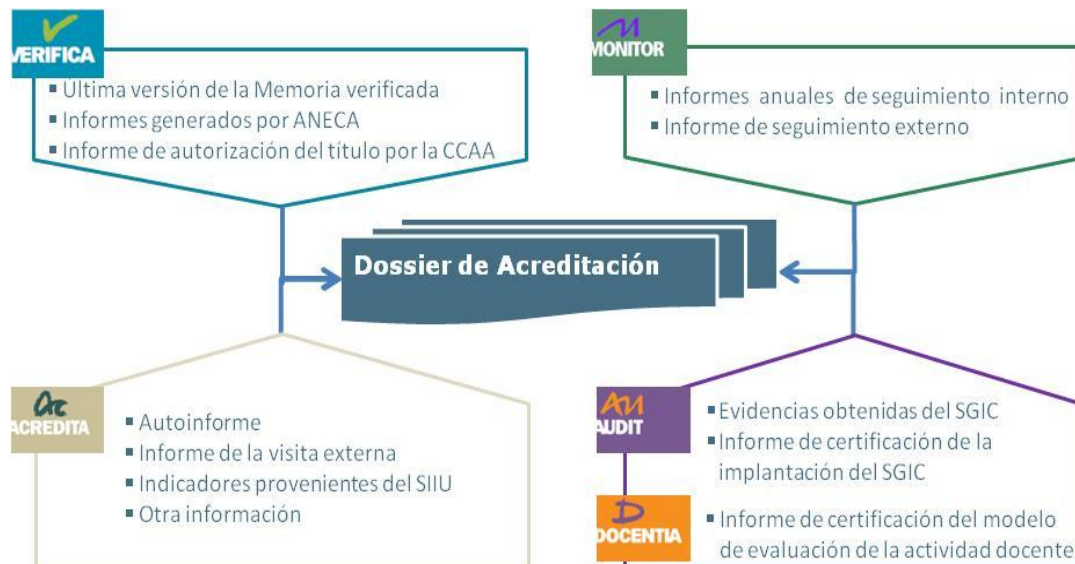 VERIFICA
▪ Ultima versión de la Memoria verificada
▪ Informes generados por ANECA
▪ Informe de autorización del título por la CCAA
MONITOR
▪ Informes anuales de seguimiento interno
▪ Informe de seguimiento externo
Dossier de Acreditación
ACREDITA
▪ Autoinforme
▪ Informe de la visita externa
▪ Indicadores provenientes del SIIU
▪ Otra información
AUDIT
▪ Evidencias obtenidas del SGIC
▪ Informe de certificación de la
implantación del SGIC
D
DOCENTIA
▪ Informe de certificación del modelo
de evaluación de la actividad docente